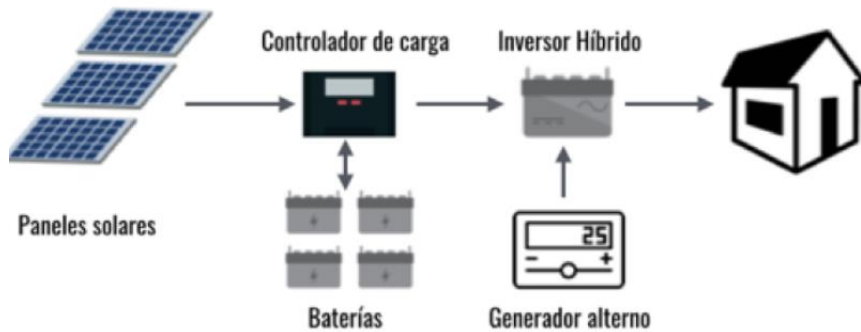 Controlador de carga
Inversor Híbrido
Paneles solares
25
- +
Baterías
Generador alterno